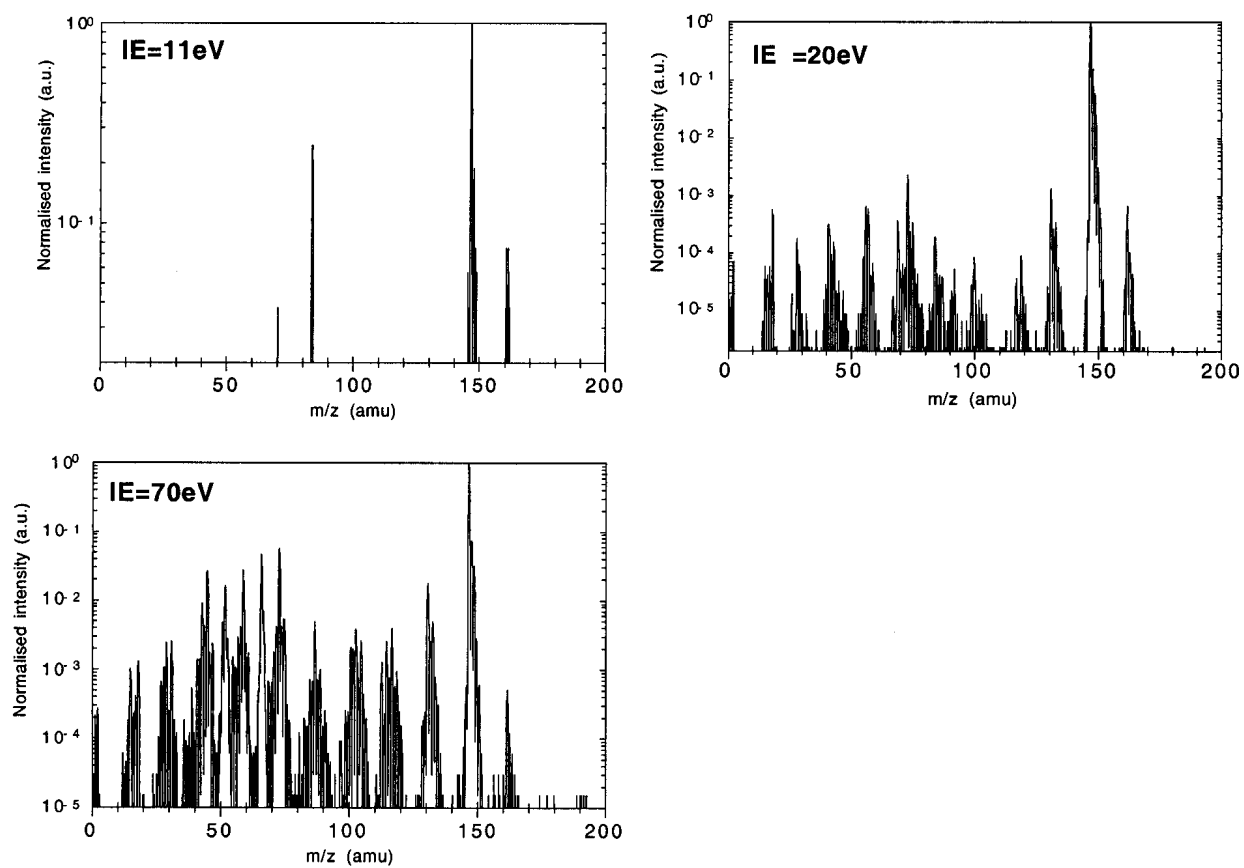 IE=11eV
10⁰
10⁻¹
Normalised intensity (a.u.)
0 50 100 150 200
m/z (amu)
IE =20eV
10⁰
10⁻¹
10⁻²
10⁻³
10⁻⁴
10⁻⁵
Normalised intensity (a.u.)
0 50 100 150 200
m/z (amu)
IE=70eV
10⁰
10⁻¹
10⁻²
10⁻³
10⁻⁴
10⁻⁵
Normalised intensity (a.u.)
0 50 100 150 200
m/z (amu)